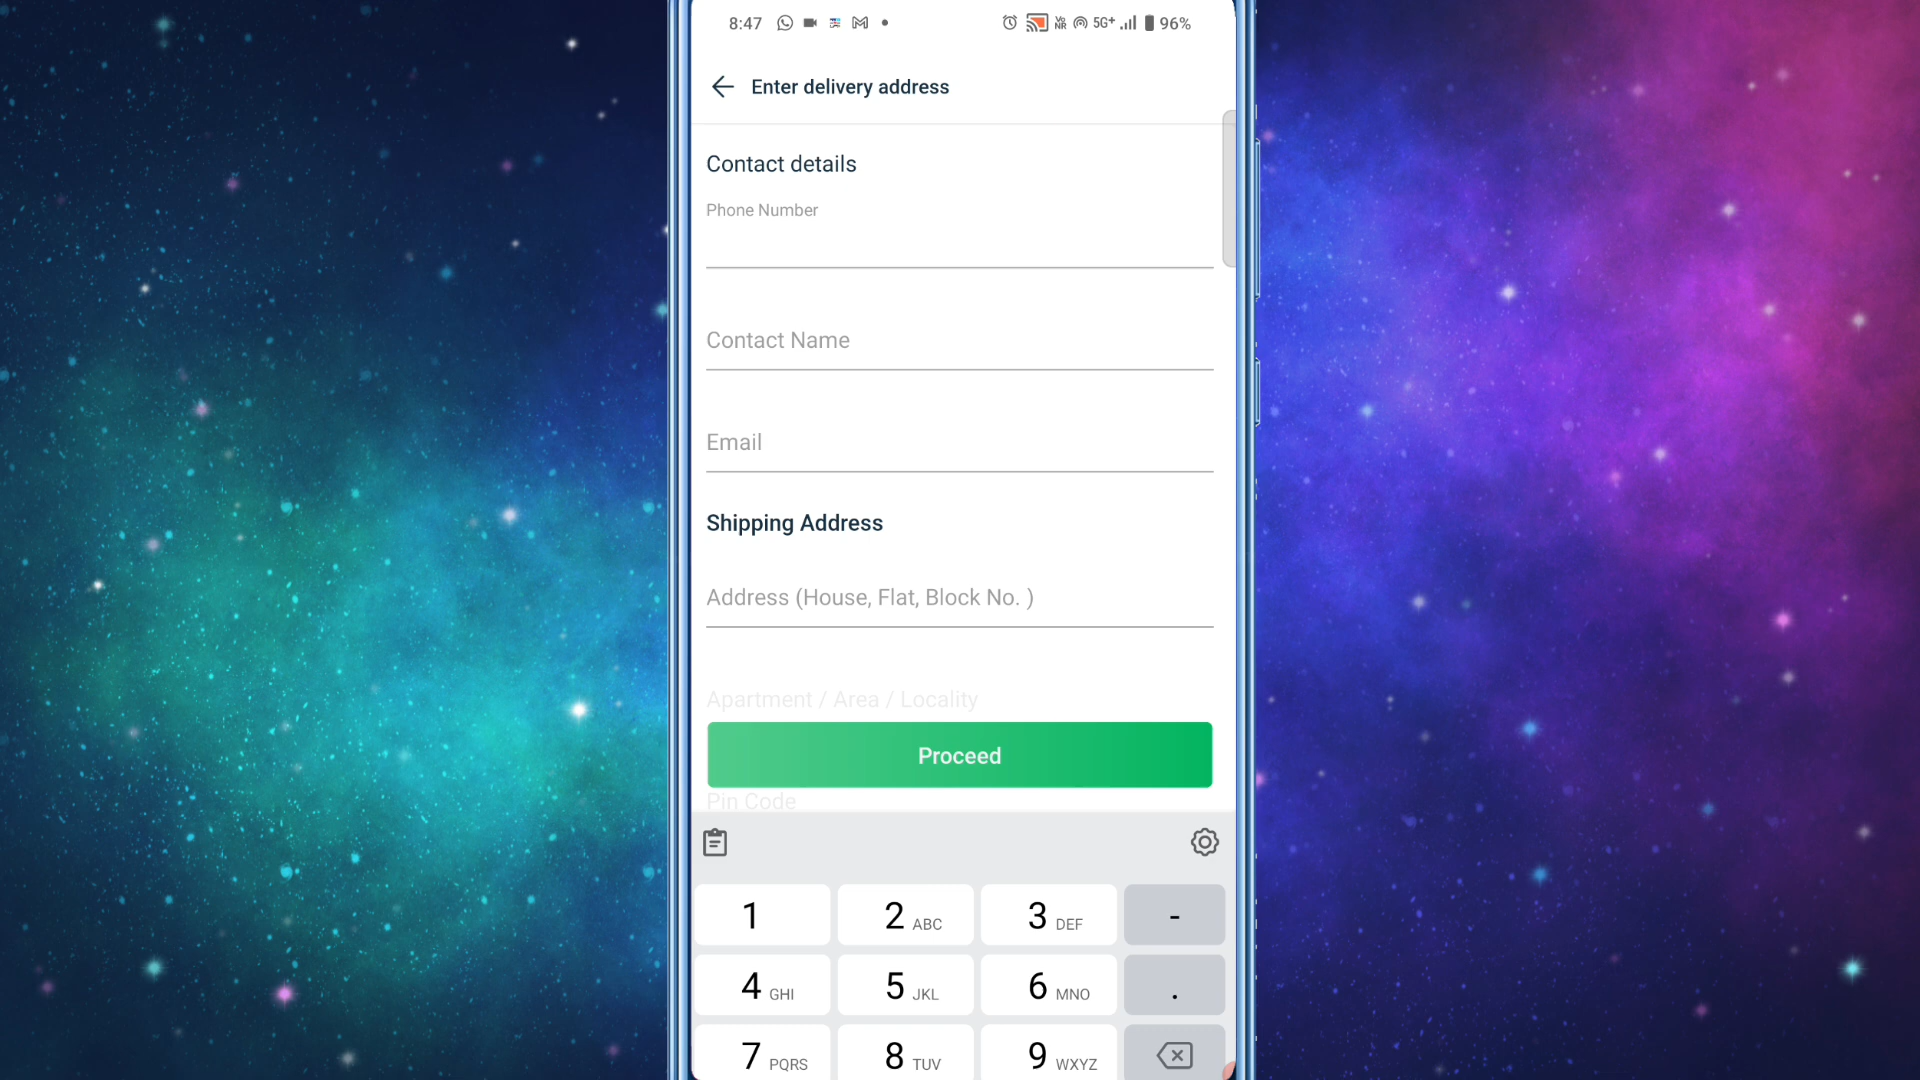 8:47 5G+ 96%
Enter delivery address
Contact details
Phone Number
Contact Name
Email
Shipping Address
Address (House, Flat, Block No. )
Apartment / Area / Locality
Proceed
Pin Code
1 2 ABC 3 DEF -
4 GHI 5 JKL 6 MNO .
7 PQRS 8 TUV 9 WXYZ